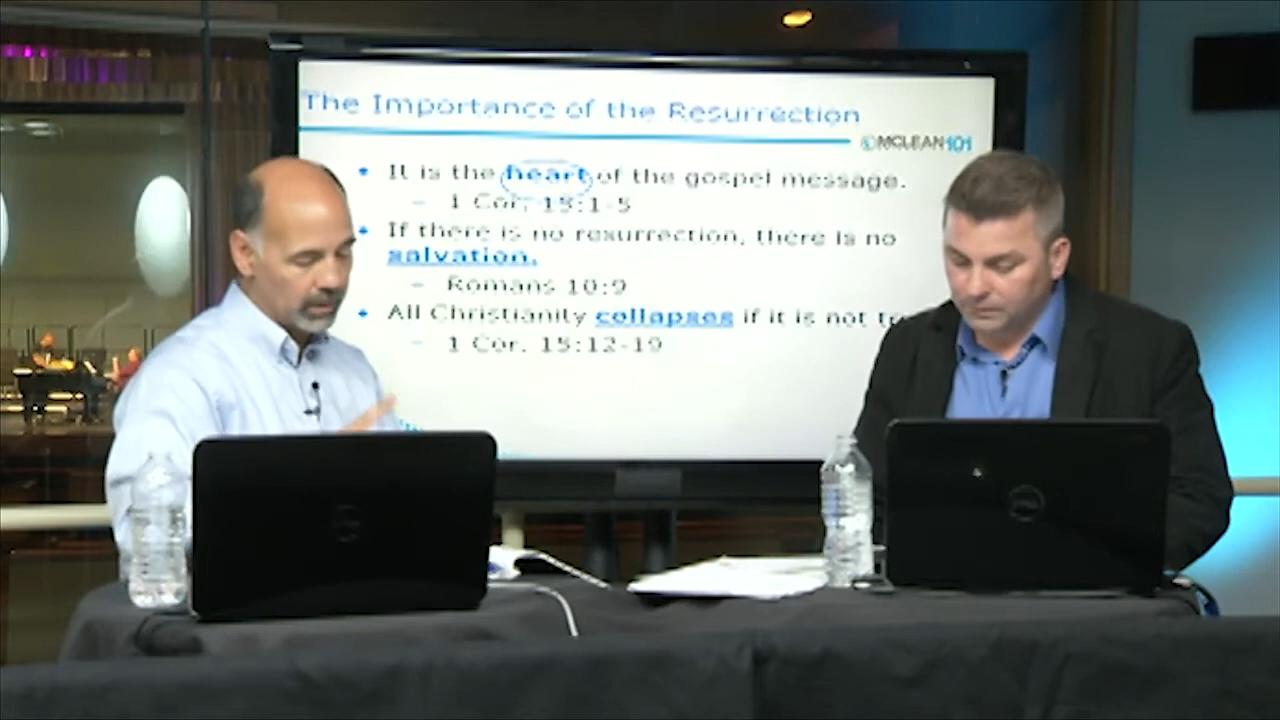 The Importance of the Resurrection
MCLEAN101
• It is the heart of the gospel message.
– 1 Cor. 15:1-5
• If there is no resurrection, there is no
salvation.
– Romans 10:9
• All Christianity collapses if it is not
– 1 Cor. 15:12-19
DELL